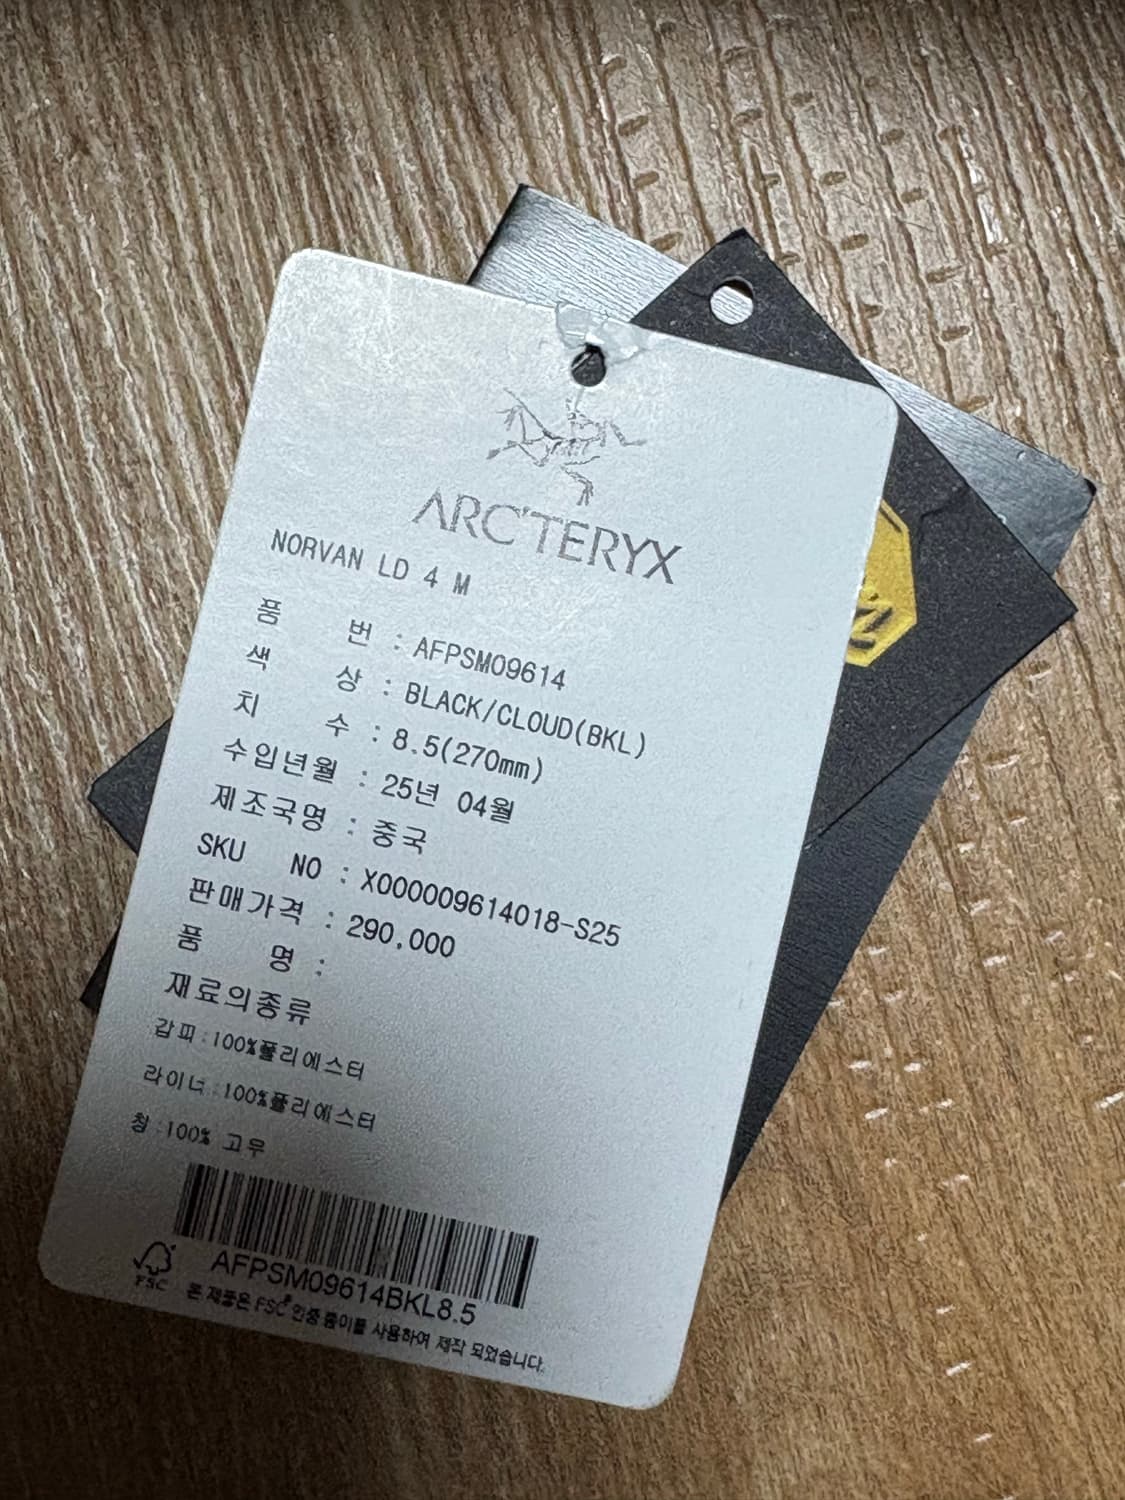 ARC'TERYX
NORVAN LD 4 M
품 번 : AFPSM09614
색 상 : BLACK/CLOUD(BKL)
치 수 : 8.5(270mm)
수입년월 : 25년 04월
제조국명 : 중국
SKU NO : X000009614018-S25
판매가격 : 290,000
품 명 :
재료의종류
갑피:100%폴리에스터
라이너:100%폴리에스터
창:100% 고무
AFPSM09614BKL8.5
FSC
본 제품은 FSC® 인증 종이를 사용하여 제작 되었습니다.